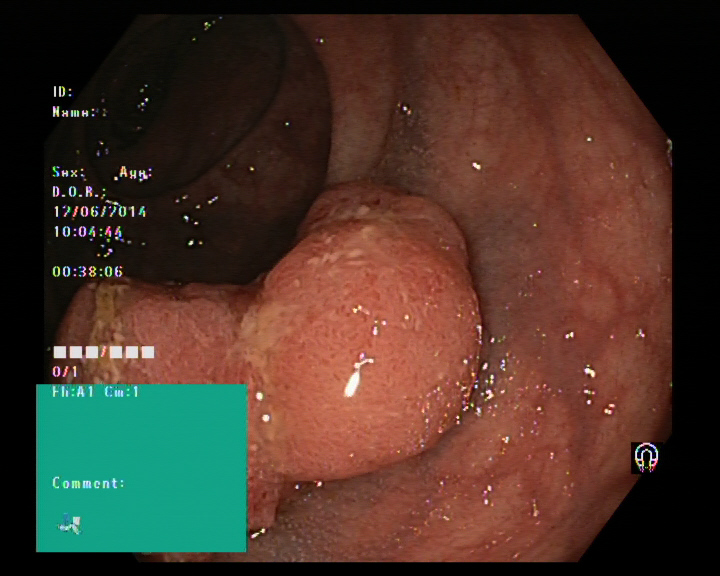 ID:
Name:
Sex: Age:
D.O.B.:
12/06/2014
10:04:44
00:38:06
■■■/■■■
0/1
Eh:A1 Cm:1
Comment: